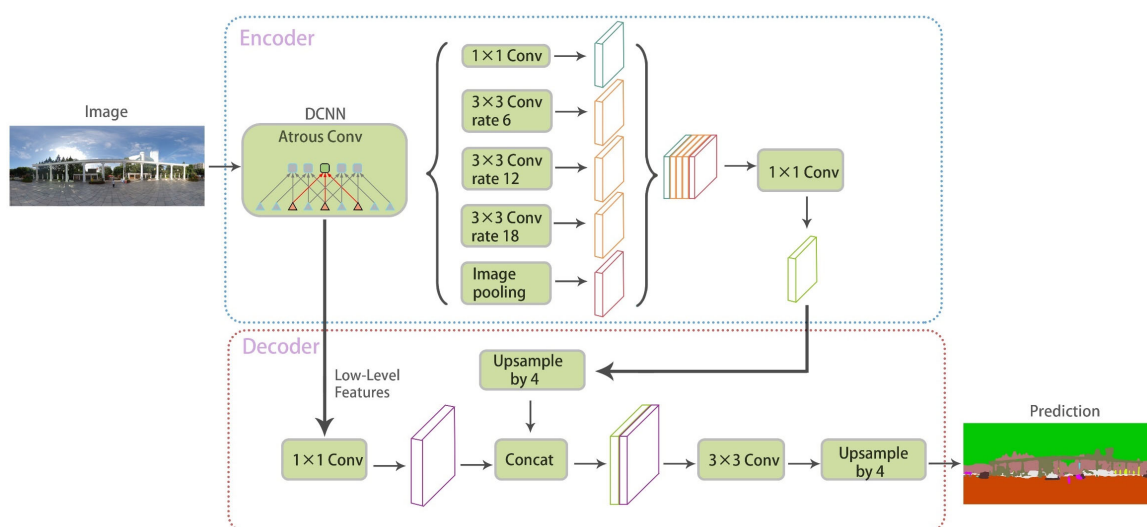 Encoder
Image
DCNN
Atrous Conv
1×1 Conv
3×3 Conv
rate 6
3×3 Conv
rate 12
3×3 Conv
rate 18
Image
pooling
1×1 Conv
Decoder
Low-Level
Features
Upsample
by 4
1×1 Conv
Concat
3×3 Conv
Upsample
by 4
Prediction